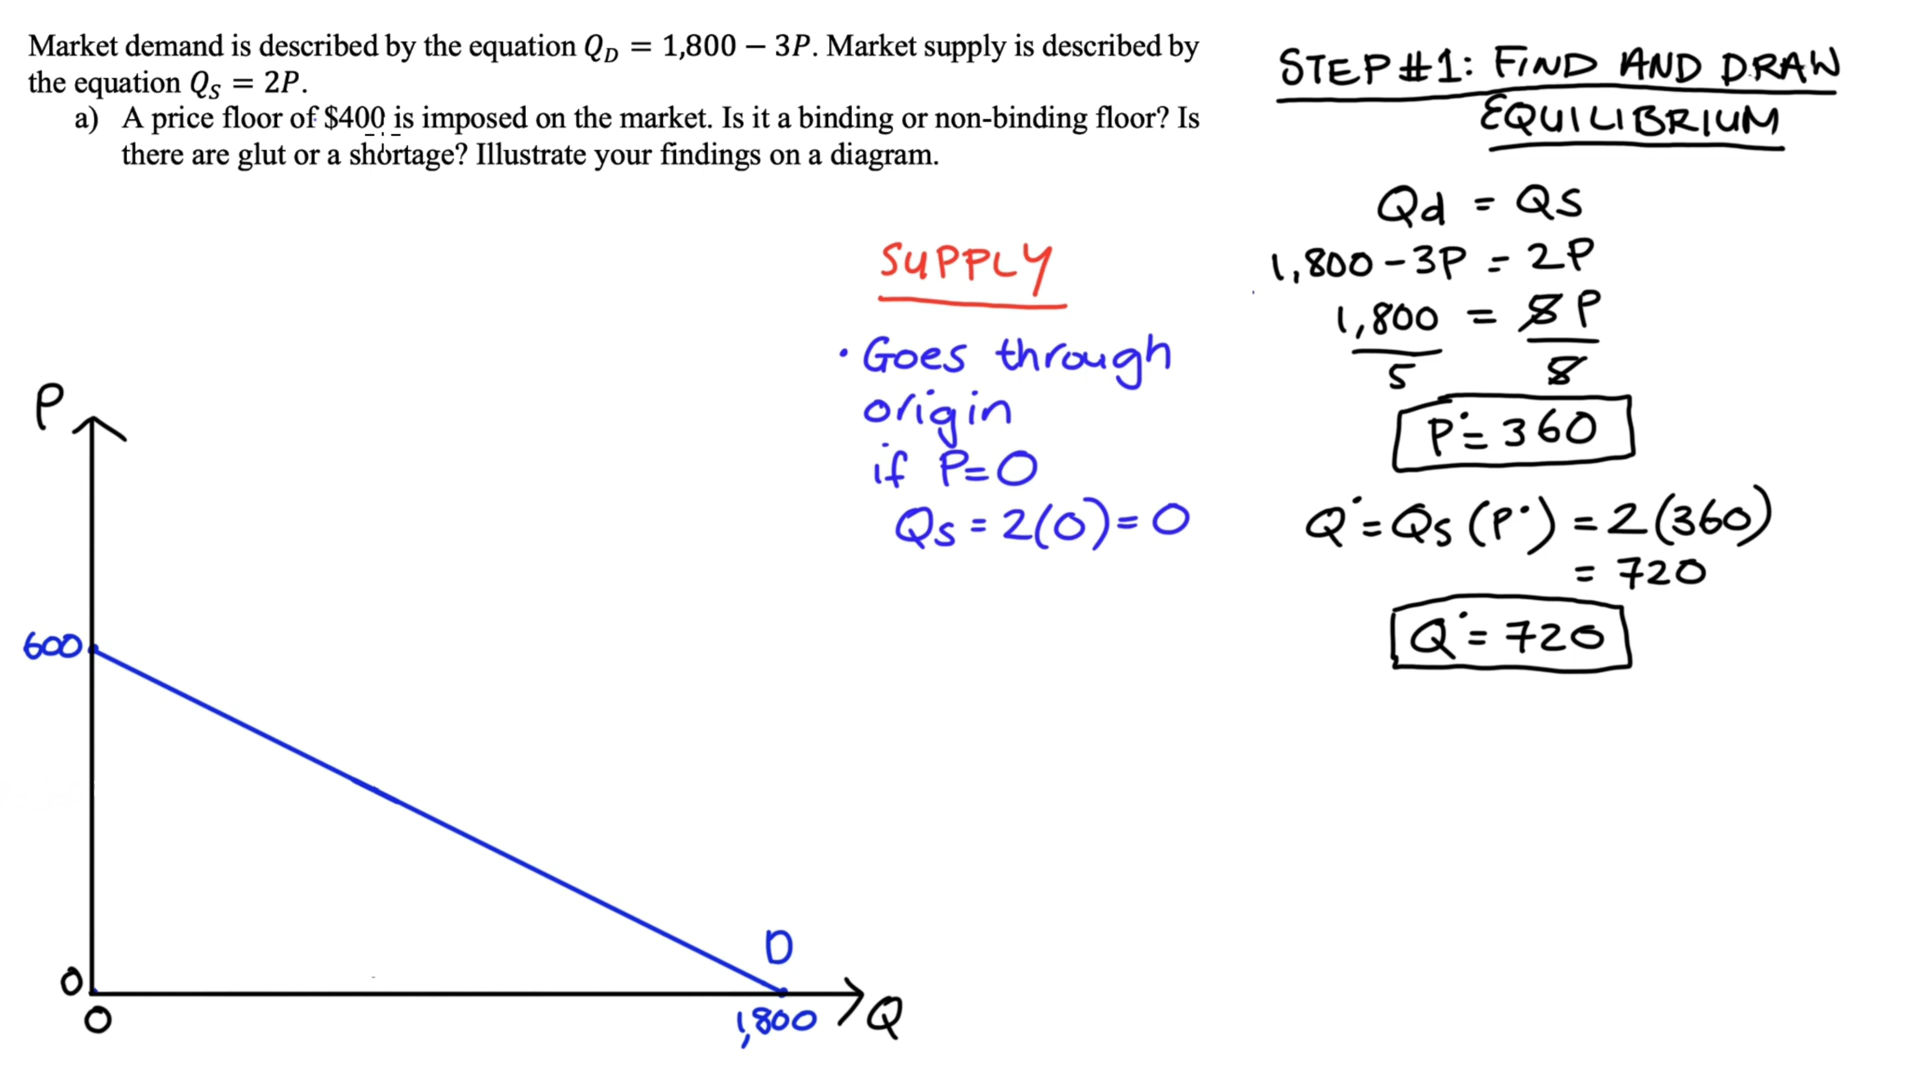 Market demand is described by the equation Q_D = 1,800 − 3P. Market supply is described by
the equation Q_S = 2P.
a) A price floor of $400 is imposed on the market. Is it a binding or non-binding floor? Is
there are glut or a shortage? Illustrate your findings on a diagram.
STEP #1: FIND AND DRAW
EQUILIBRIUM
Qd = QS
1,800 - 3P = 2P
1,800 = 5P
5 5
P* = 360
Q* = QS (P*) = 2(360)
= 720
Q* = 720
SUPPLY
• Goes through
origin
if P=0
QS = 2(0) = 0
P
600
0
0
D
1,800
Q